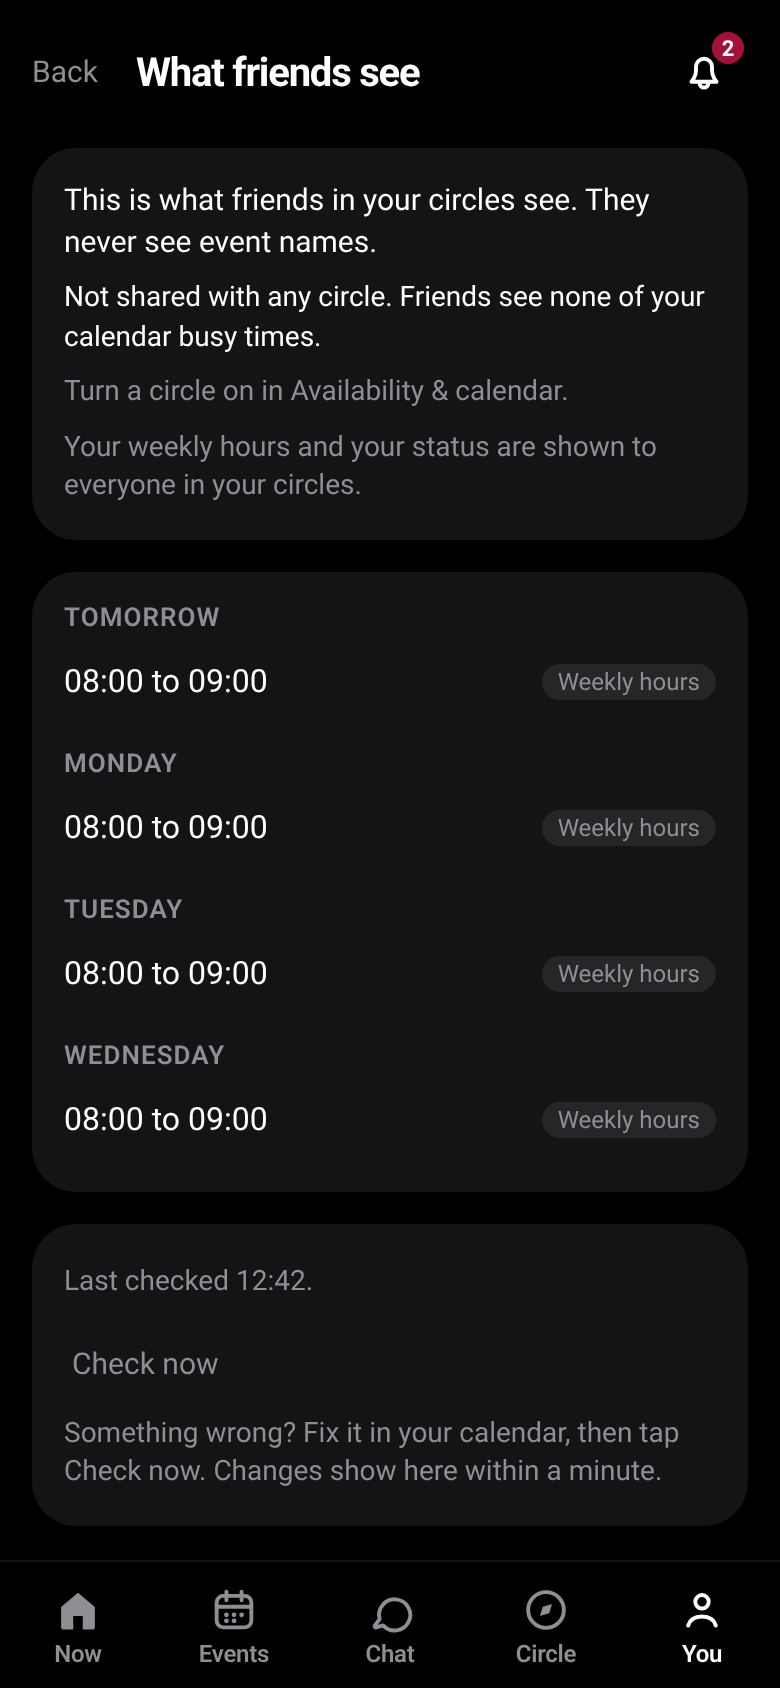 Back
What friends see
2
This is what friends in your circles see. They
never see event names.
Not shared with any circle. Friends see none of your
calendar busy times.
Turn a circle on in Availability & calendar.
Your weekly hours and your status are shown to
everyone in your circles.
TOMORROW
08:00 to 09:00
Weekly hours
MONDAY
08:00 to 09:00
Weekly hours
TUESDAY
08:00 to 09:00
Weekly hours
WEDNESDAY
08:00 to 09:00
Weekly hours
Last checked 12:42.
Check now
Something wrong? Fix it in your calendar, then tap
Check now. Changes show here within a minute.
Now
Events
Chat
Circle
You